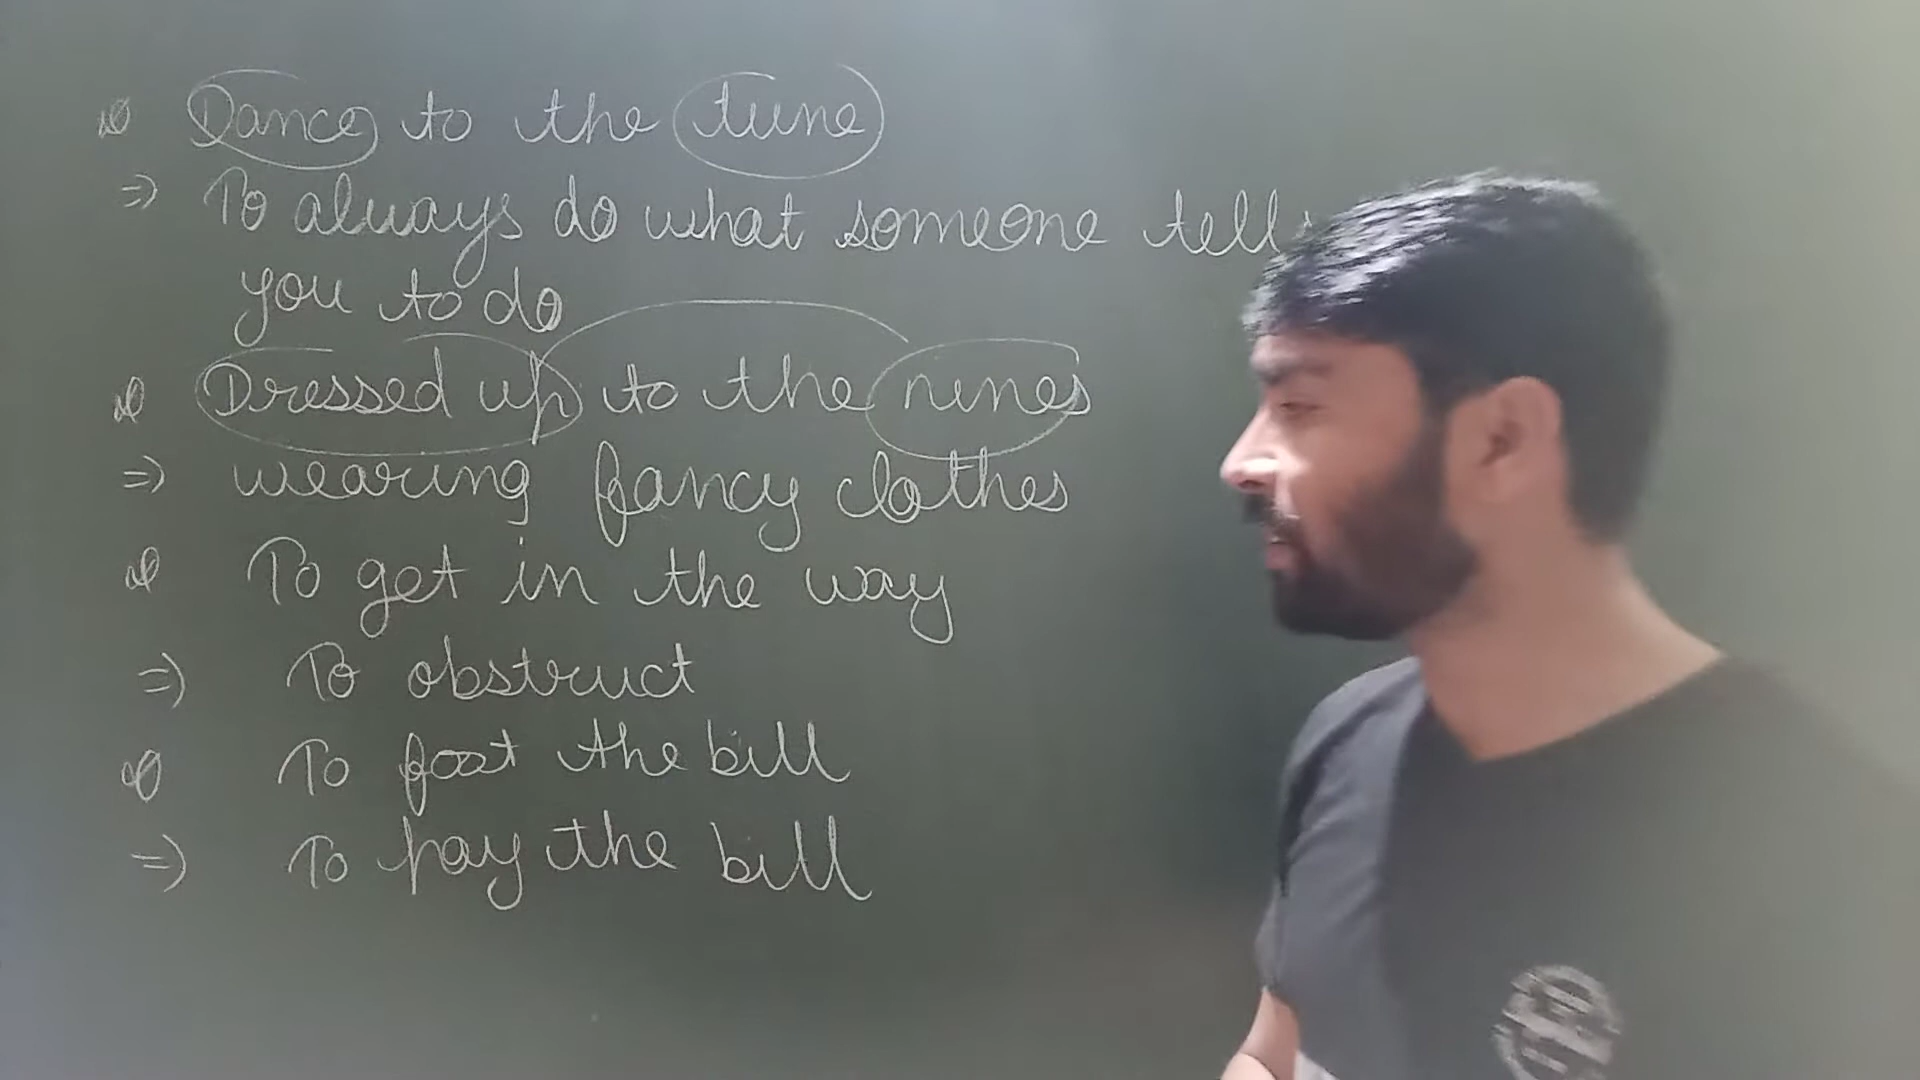 Dance to the tune
=> To always do what someone tells
you to do
Dressed up to the nines
=> wearing fancy clothes
To get in the way
=> To obstruct
To foot the bill
=> To pay the bill